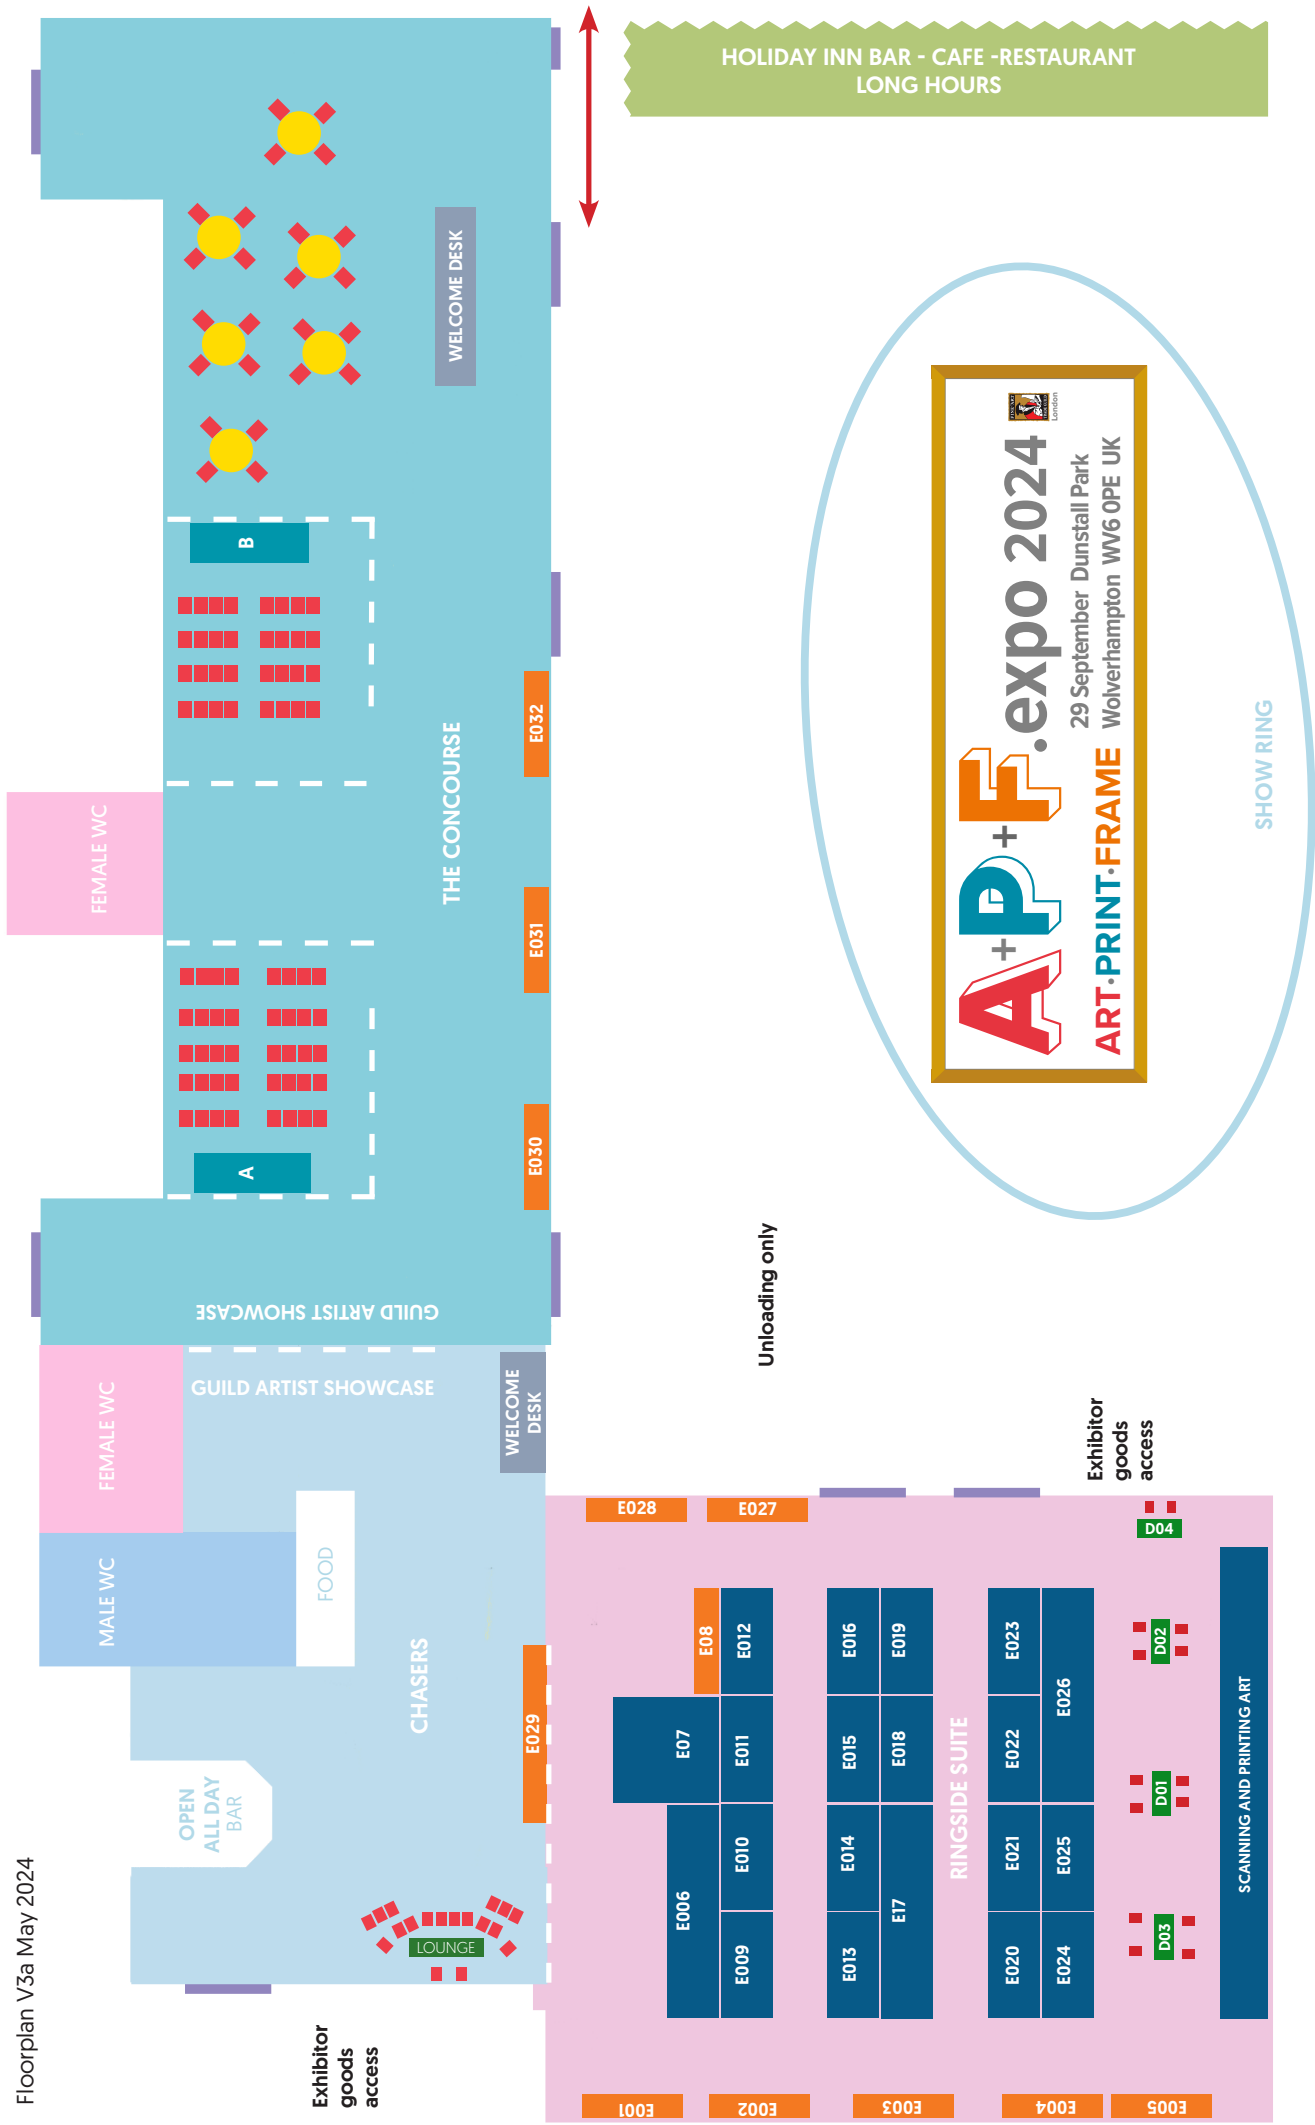 HOLIDAY INN BAR - CAFE -RESTAURANT
LONG HOURS
WELCOME DESK
B
E032
THE CONCOURSE
FEMALE WC
E031
A
E030
GUILD ARTIST SHOWCASE
GUILD ARTIST SHOWCASE
FEMALE WC
WELCOME
DESK
MALE WC
FOOD
CHASERS
E029
OPEN
ALL DAY
BAR
LOUNGE
Floorplan V3a May 2024
Exhibitor
goods
access
A+P+F.expo 2024
London
29 September Dunstall Park
ART·PRINT·FRAME Wolverhampton WV6 0PE UK
SHOW RING
Unloading only
Exhibitor
goods
access
E028
E027
D04
E08
E012
E016
E019
E023
E026
D02
E07
E011
E015
E018
E022
RINGSIDE SUITE
D01
SCANNING AND PRINTING ART
E006
E010
E014
E17
E021
E025
E009
E013
E020
E024
D03
E001
E002
E003
E004
E005